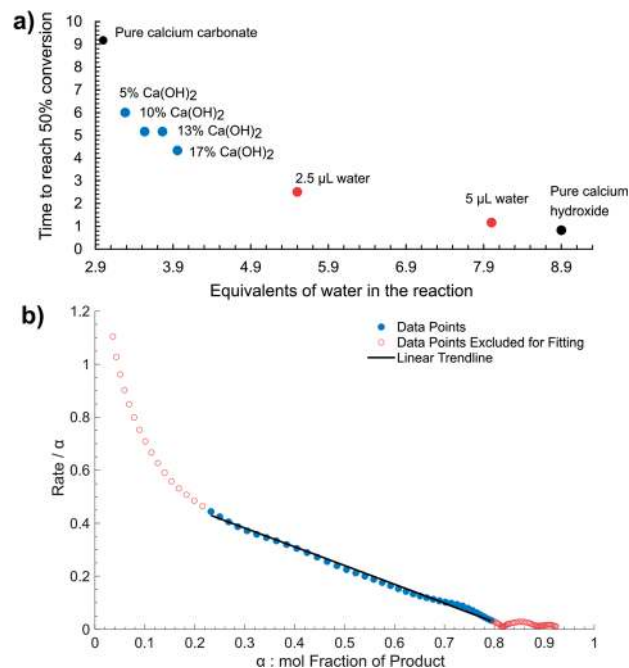 a)
Time to reach 50% conversion
10
9
8
7
6
5
4
3
2
1
0
Pure calcium carbonate
5% Ca(OH)2
10% Ca(OH)2
13% Ca(OH)2
17% Ca(OH)2
2.5 µL water
5 µL water
Pure calcium
hydroxide
2.9 3.9 4.9 5.9 6.9 7.9 8.9
Equivalents of water in the reaction
b)
Rate / α
1.2
1
0.8
0.6
0.4
0.2
0
Data Points
Data Points Excluded for Fitting
Linear Trendline
0 0.1 0.2 0.3 0.4 0.5 0.6 0.7 0.8 0.9 1
α : mol Fraction of Product